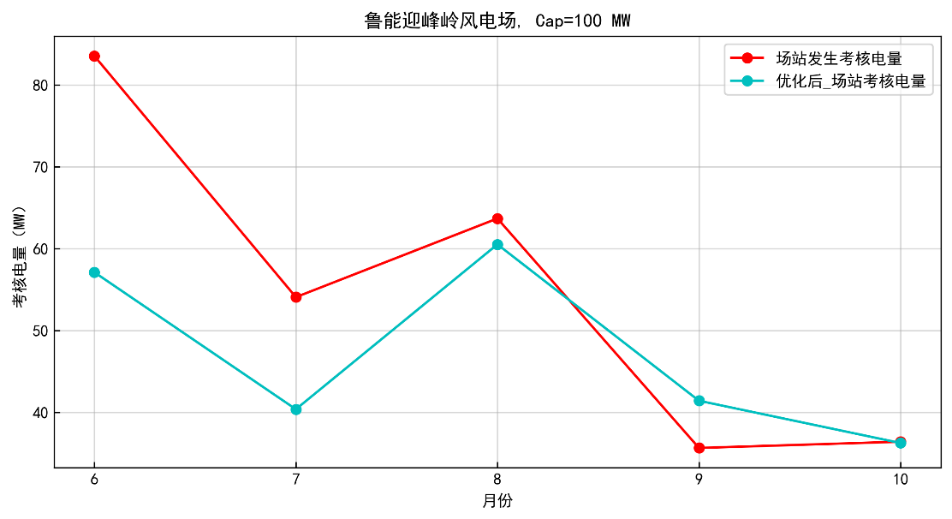 鲁能迎峰岭风电场, Cap=100 MW
场站发生考核电量
优化后_场站考核电量
考核电量 (MW)
80
70
60
50
40
6 7 8 9 10
月份